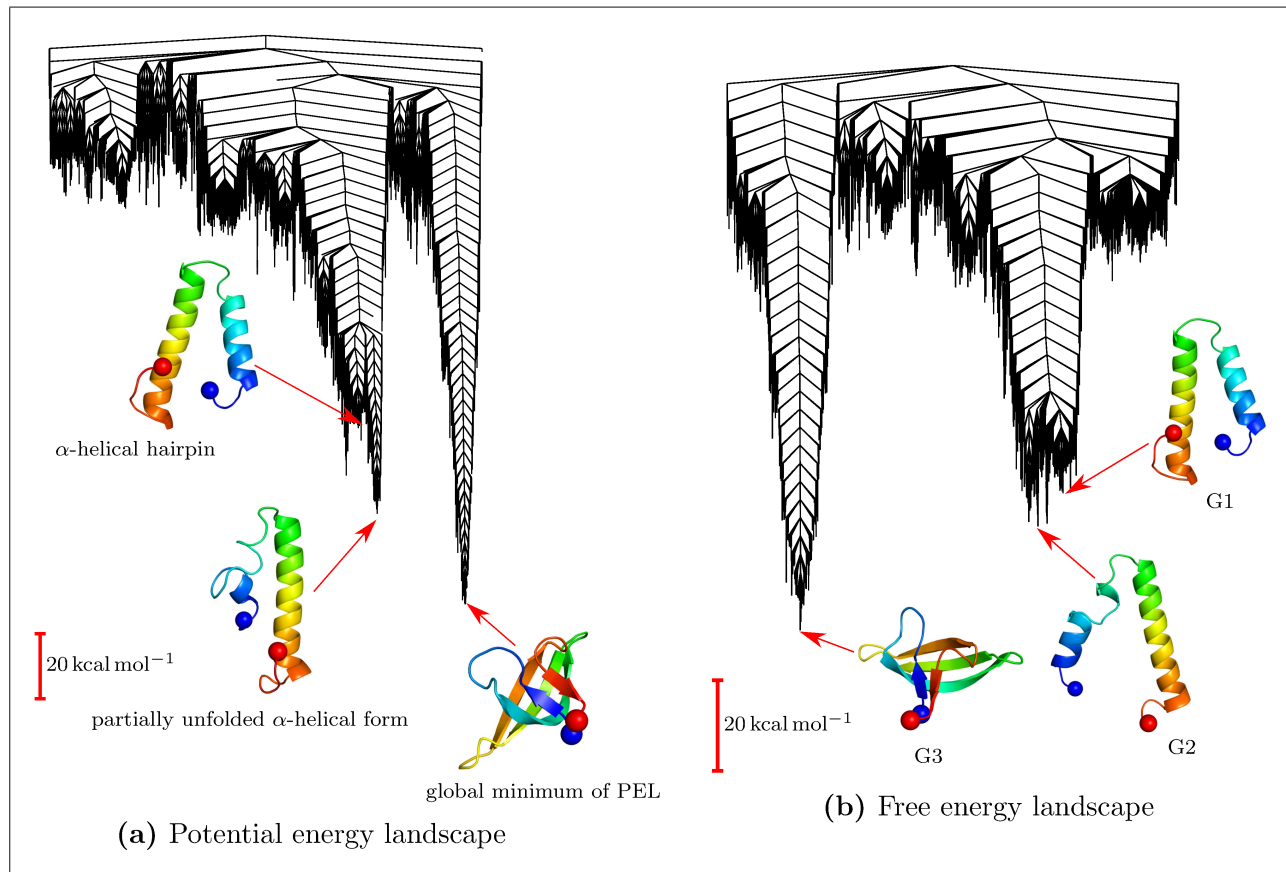 α-helical hairpin
G1
20 kcal mol⁻¹
partially unfolded α-helical form
20 kcal mol⁻¹
G3
G2
global minimum of PEL
(a) Potential energy landscape
(b) Free energy landscape